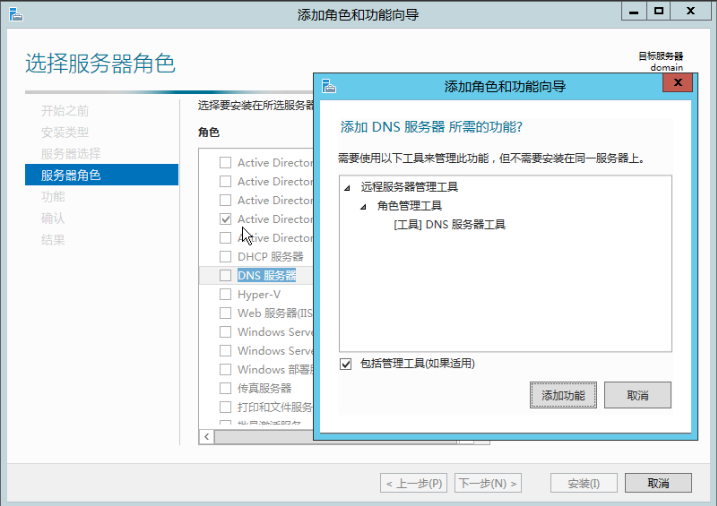 添加角色和功能向导
选择服务器角色
目标服务器
domain
开始之前
安装类型
服务器选择
服务器角色
功能
确认
结果
选择要安装在所选服务器
角色
Active Director
Active Director
Active Director
Active Director
Active Director
DHCP 服务器
DNS 服务器
Hyper-V
Web 服务器(IIS
Windows Serve
Windows Serve
Windows 部署
传真服务器
打印和文件服务
添加角色和功能向导
添加 DNS 服务器 所需的功能?
需要使用以下工具来管理此功能，但不需要安装在同一服务器上。
远程服务器管理工具
角色管理工具
[工具] DNS 服务器工具
包括管理工具(如果适用)
添加功能
取消
< 上一步(P)
下一步(N) >
安装(I)
取消